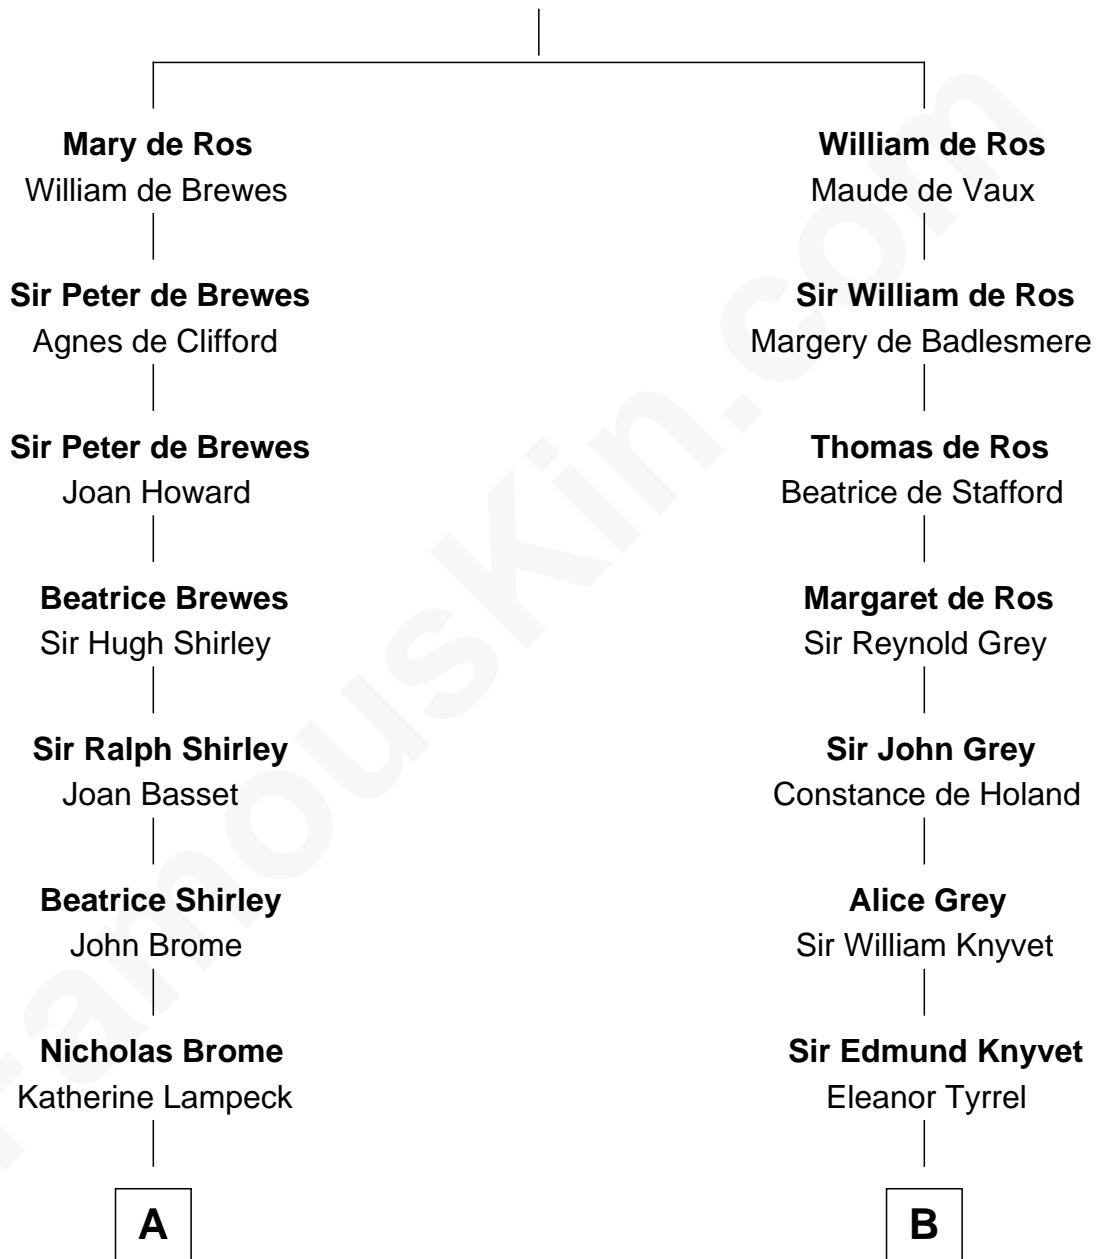 Mary de Ros
William de Brewes
Sir Peter de Brewes
Agnes de Clifford
Sir Peter de Brewes
Joan Howard
Beatrice Brewes
Sir Hugh Shirley
Sir Ralph Shirley
Joan Basset
Beatrice Shirley
John Brome
Nicholas Brome
Katherine Lampeck
A
William de Ros
Maude de Vaux
Sir William de Ros
Margery de Badlesmere
Thomas de Ros
Beatrice de Stafford
Margaret de Ros
Sir Reynold Grey
Sir John Grey
Constance de Holand
Alice Grey
Sir William Knyvet
Sir Edmund Knyvet
Eleanor Tyrrel
B
FamousKin.com